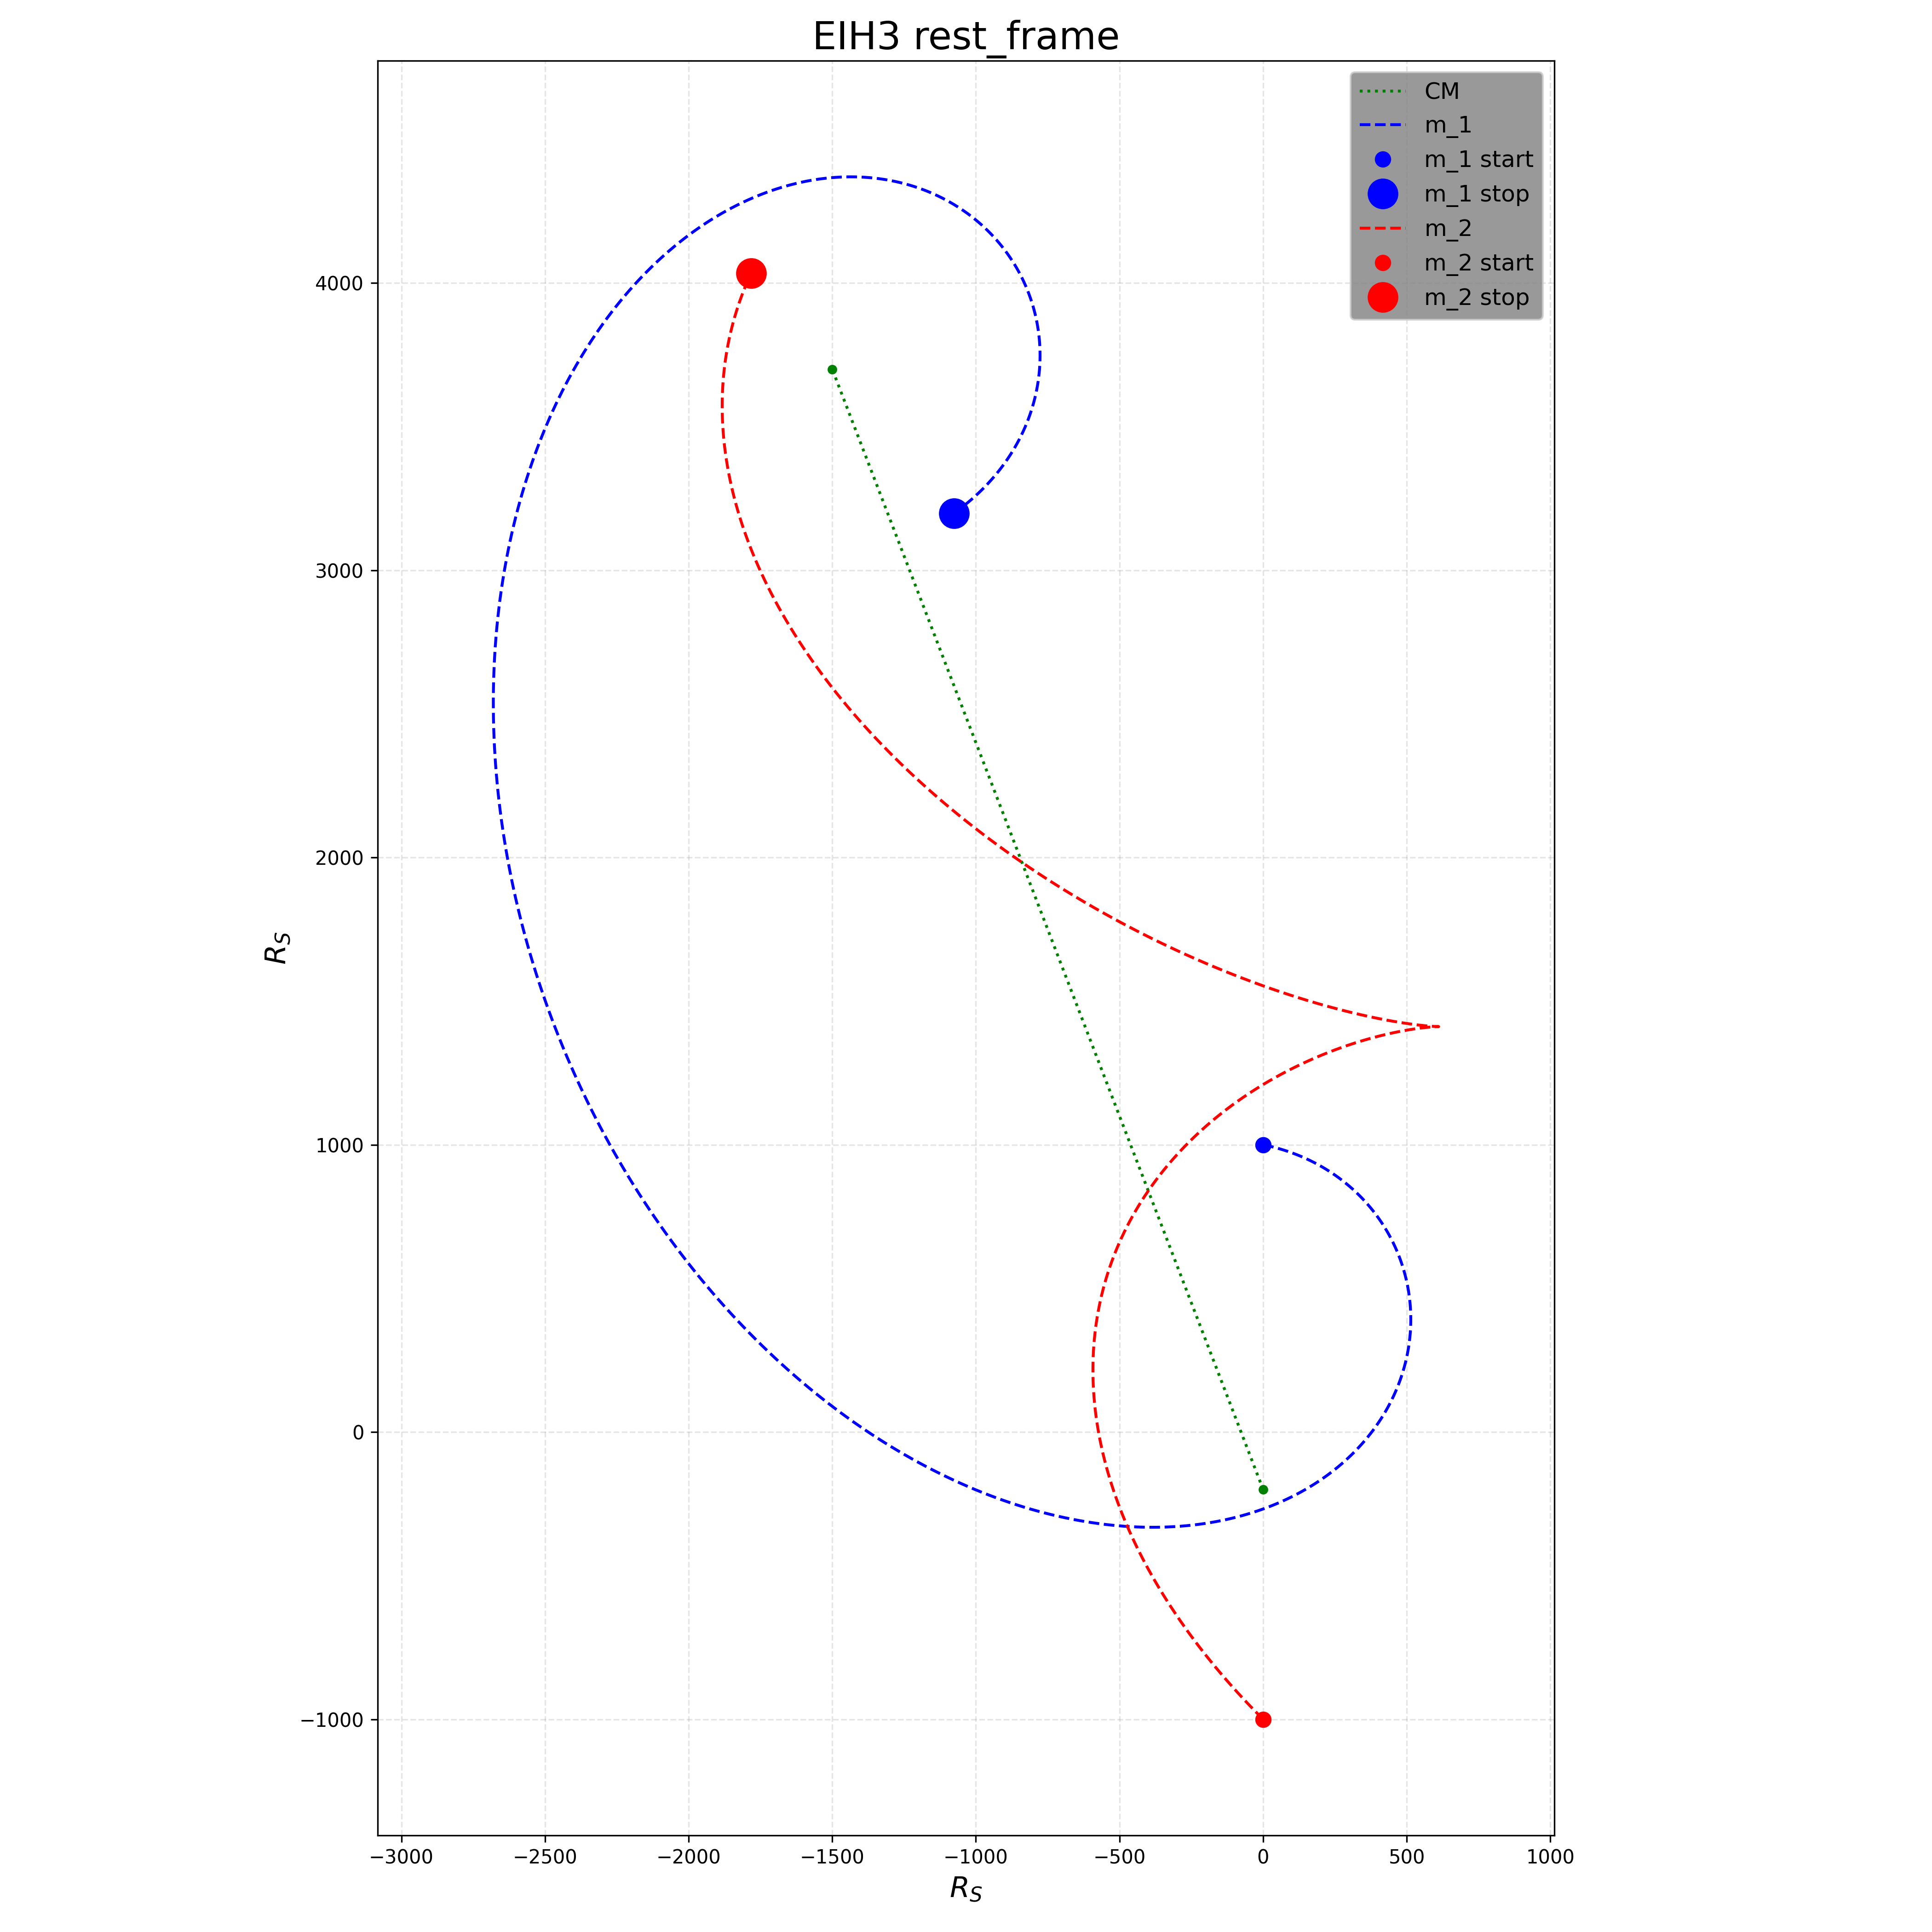 EIH3 rest_frame
CM
m_1
m_1 start
m_1 stop
m_2
m_2 start
m_2 stop
4000
3000
2000
1000
0
−1000
R_S
−3000 −2500 −2000 −1500 −1000 −500 0 500 1000
R_S